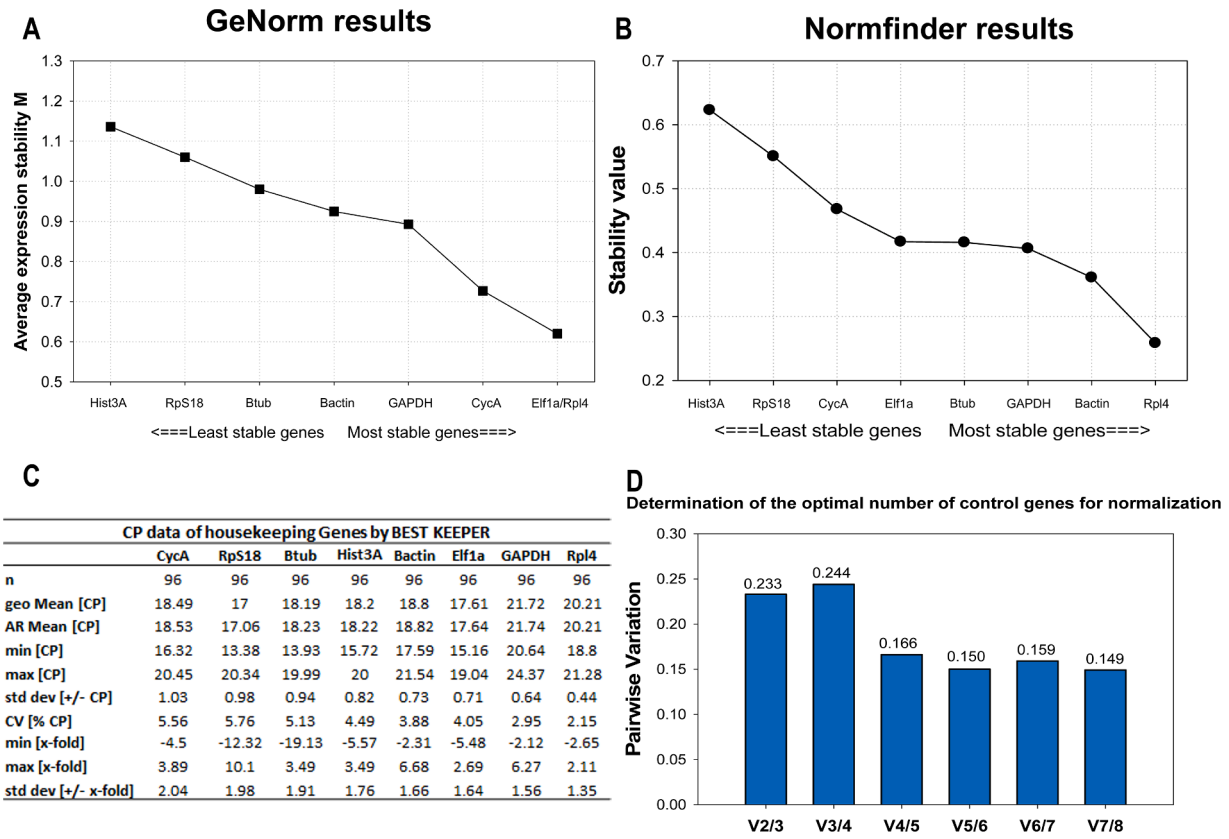 A
GeNorm results
Average expression stability M
1.3
1.2
1.1
1.0
0.9
0.8
0.7
0.6
0.5
Hist3A RpS18 Btub Bactin GAPDH CycA Elf1a/Rpl4
<===Least stable genes Most stable genes===>
B
Normfinder results
Stability value
0.7
0.6
0.5
0.4
0.3
0.2
Hist3A RpS18 CycA Elf1a Btub GAPDH Bactin Rpl4
<===Least stable genes Most stable genes===>
C
CP data of housekeeping Genes by BEST KEEPER
CycA RpS18 Btub Hist3A Bactin Elf1a GAPDH Rpl4
n 96 96 96 96 96 96 96 96
geo Mean [CP] 18.49 17 18.19 18.2 18.8 17.61 21.72 20.21
AR Mean [CP] 18.53 17.06 18.23 18.22 18.82 17.64 21.74 20.21
min [CP] 16.32 13.38 13.93 15.72 17.59 15.16 20.64 18.8
max [CP] 20.45 20.34 19.99 20 21.54 19.04 24.37 21.28
std dev [+/- CP] 1.03 0.98 0.94 0.82 0.73 0.71 0.64 0.44
CV [% CP] 5.56 5.76 5.13 4.49 3.88 4.05 2.95 2.15
min [x-fold] -4.5 -12.32 -19.13 -5.57 -2.31 -5.48 -2.12 -2.65
max [x-fold] 3.89 10.1 3.49 3.49 6.68 2.69 6.27 2.11
std dev [+/- x-fold] 2.04 1.98 1.91 1.76 1.66 1.64 1.56 1.35
D
Determination of the optimal number of control genes for normalization
Pairwise Variation
0.30
0.25
0.20
0.15
0.10
0.05
0.00
0.233 0.244 0.166 0.150 0.159 0.149
V2/3 V3/4 V4/5 V5/6 V6/7 V7/8